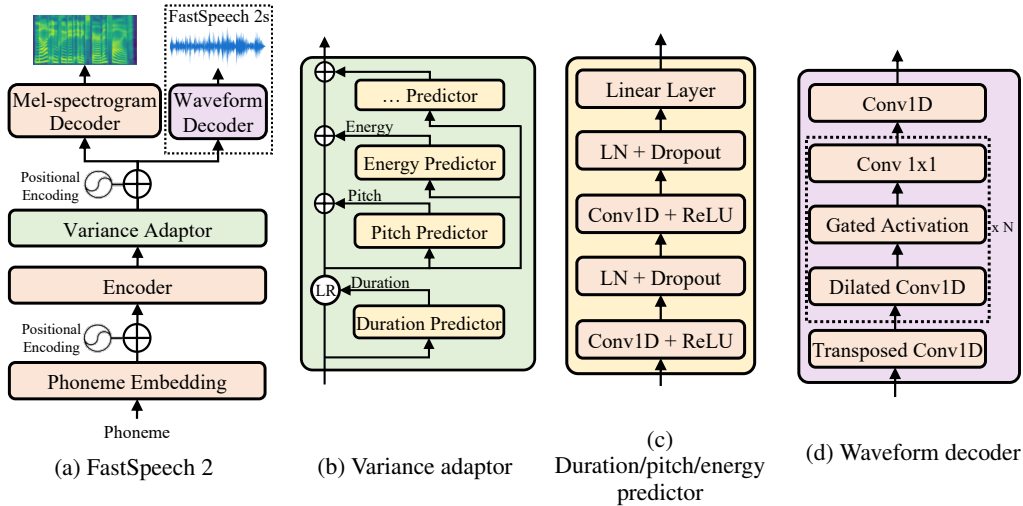 FastSpeech 2s
Mel-spectrogram
Decoder
Waveform
Decoder
Positional
Encoding
Variance Adaptor
Encoder
Positional
Encoding
Phoneme Embedding
Phoneme
(a) FastSpeech 2
... Predictor
Energy
Energy Predictor
Pitch
Pitch Predictor
LR
Duration
Duration Predictor
(b) Variance adaptor
Linear Layer
LN + Dropout
Conv1D + ReLU
LN + Dropout
Conv1D + ReLU
(c)
Duration/pitch/energy
predictor
Conv1D
Conv 1x1
Gated Activation
x N
Dilated Conv1D
Transposed Conv1D
(d) Waveform decoder